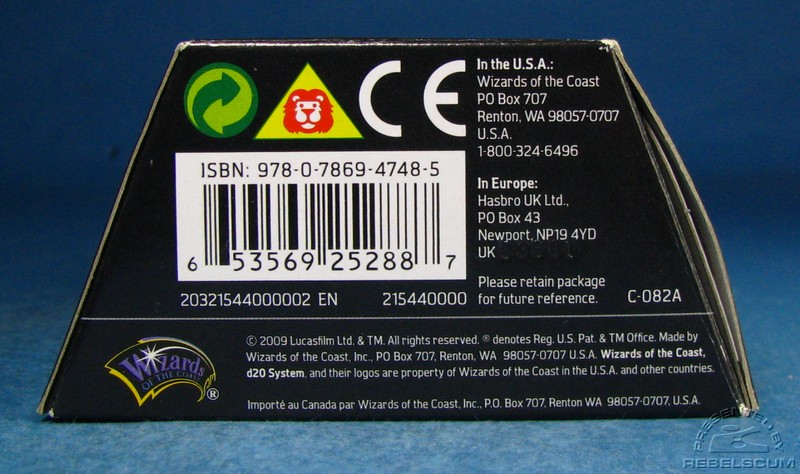 In the U.S.A.:
Wizards of the Coast
PO Box 707
Renton, WA 98057-0707
U.S.A.
1-800-324-6496
In Europe:
Hasbro UK Ltd.,
PO Box 43
Newport, NP19 4YD
UK
Please retain package
for future reference.
C-082A
CE
ISBN: 978-0-7869-4748-5
6 53569 25288 7
20321544000002 EN 215440000
Wizards
OF THE COAST
®
© 2009 Lucasfilm Ltd. & TM. All rights reserved. ® denotes Reg. U.S. Pat. & TM Office. Made by
Wizards of the Coast, Inc., PO Box 707, Renton, WA 98057-0707 U.S.A. Wizards of the Coast,
d20 System, and their logos are property of Wizards of the Coast in the U.S.A. and other countries.
Importé au Canada par Wizards of the Coast, Inc., P.O. Box 707, Renton WA 98057-0707, U.S.A.
PRESENTED BY
REBELSCUM